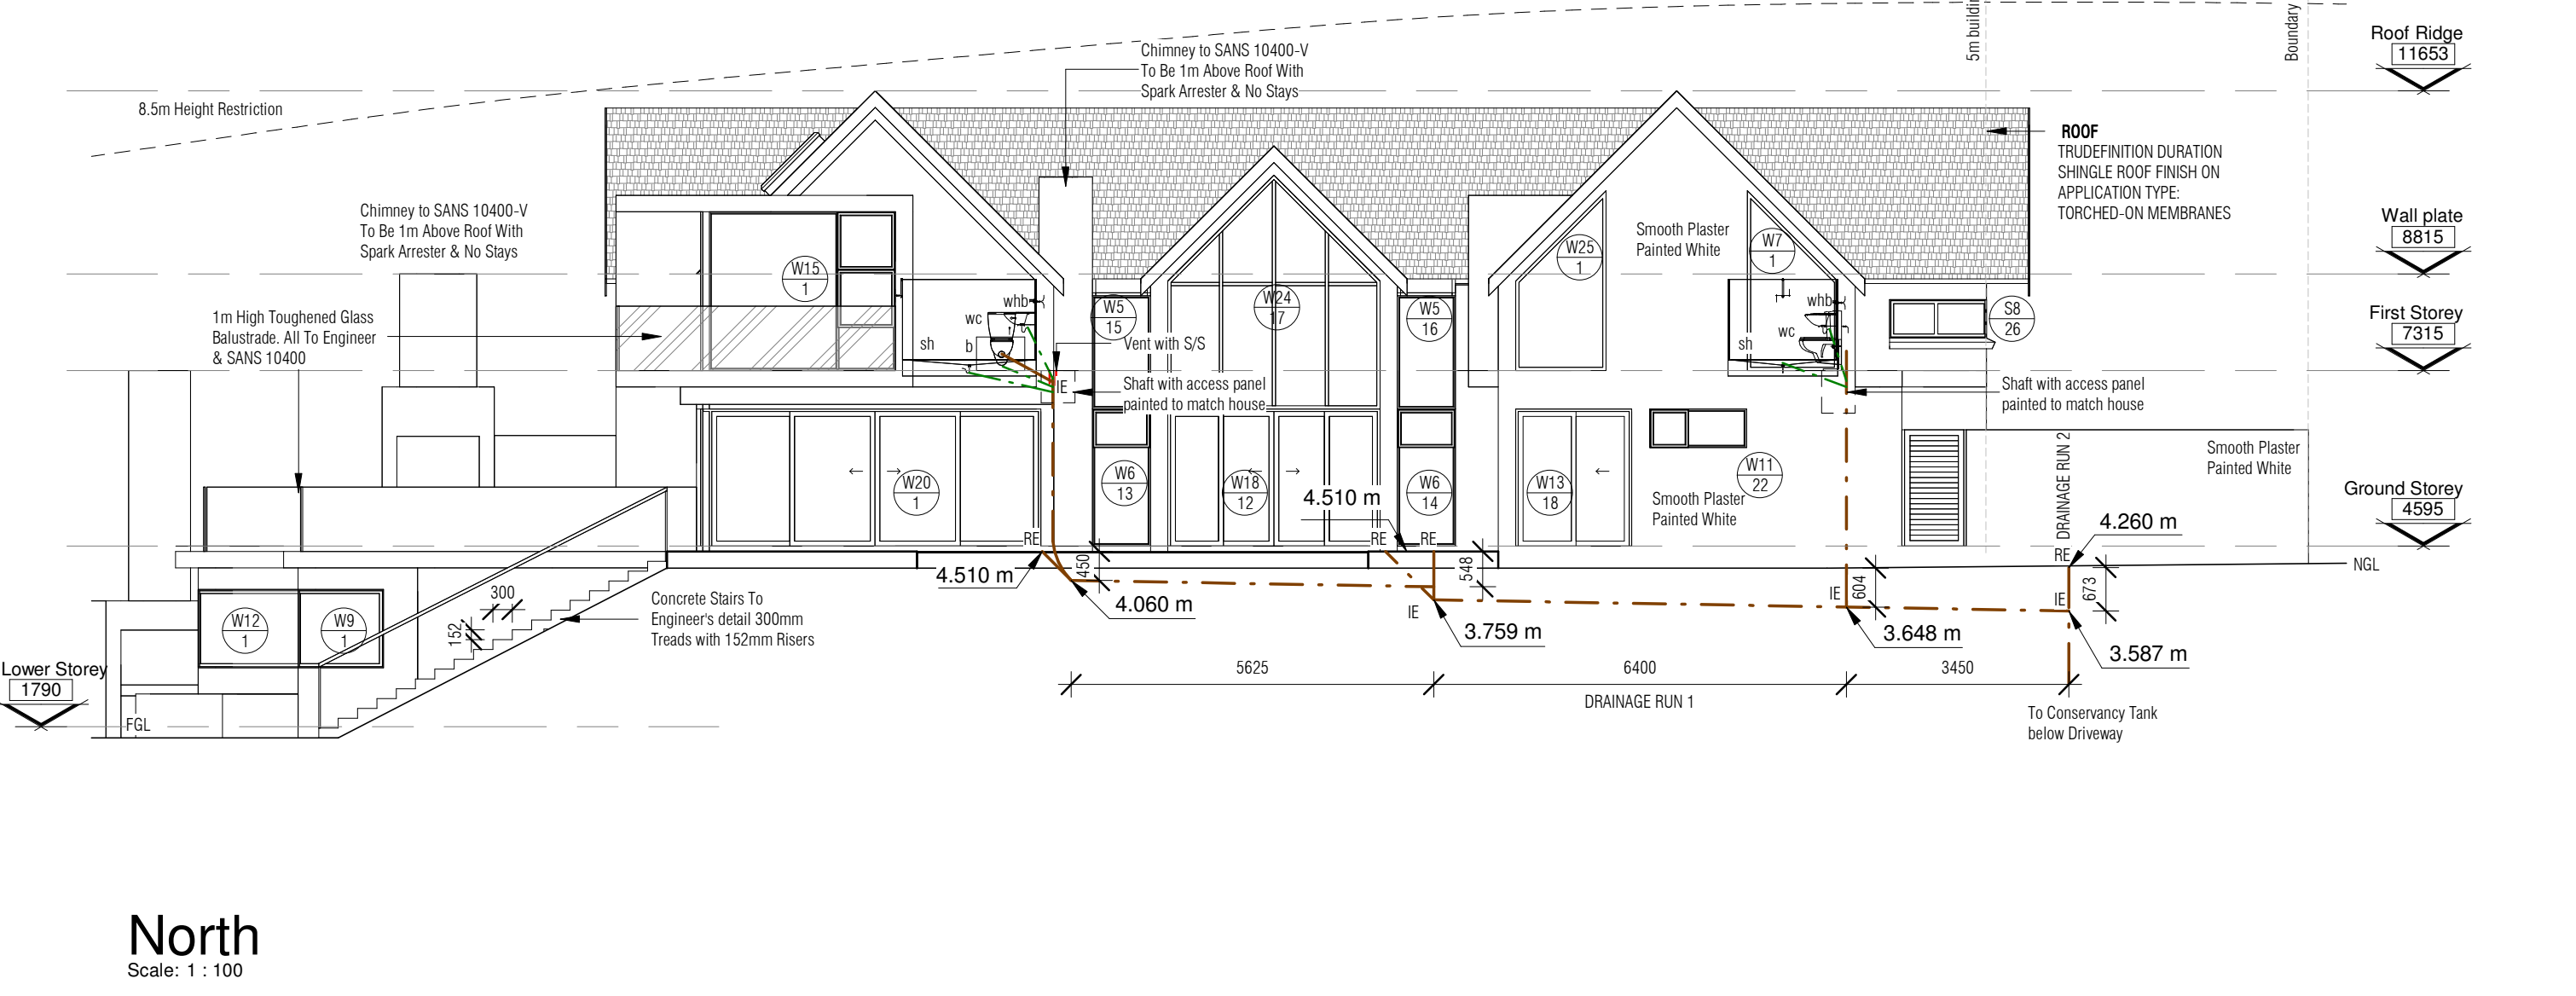 5m buildin
Boundary
Roof Ridge
11653
Chimney to SANS 10400-V
To Be 1m Above Roof With
Spark Arrester & No Stays
8.5m Height Restriction
ROOF
TRUDEFINITION DURATION
SHINGLE ROOF FINISH ON
APPLICATION TYPE:
TORCHED-ON MEMBRANES
Chimney to SANS 10400-V
To Be 1m Above Roof With
Spark Arrester & No Stays
Wall plate
8815
Smooth Plaster
Painted White
W15
1
W25
1
W7
1
1m High Toughened Glass
Balustrade. All To Engineer
& SANS 10400
whb
wc
sh
b
W5
15
W24
17
W5
16
whb
wc
sh
S8
26
First Storey
7315
Vent with S/S
IE
Shaft with access panel
painted to match house
Shaft with access panel
painted to match house
Smooth Plaster
Painted White
DRAINAGE RUN 2
W20
1
W6
13
W18
12
4.510 m
W6
14
W13
18
W11
22
Smooth Plaster
Painted White
Ground Storey
4595
4.260 m
RE
RE
RE
RE
NGL
4.510 m
450
548
604
673
4.060 m
IE
IE
IE
3.759 m
3.648 m
3.587 m
300
152
Concrete Stairs To
Engineer's detail 300mm
Treads with 152mm Risers
W12
1
W9
1
Lower Storey
1790
FGL
5625
6400
3450
DRAINAGE RUN 1
To Conservancy Tank
below Driveway
North
Scale: 1 : 100